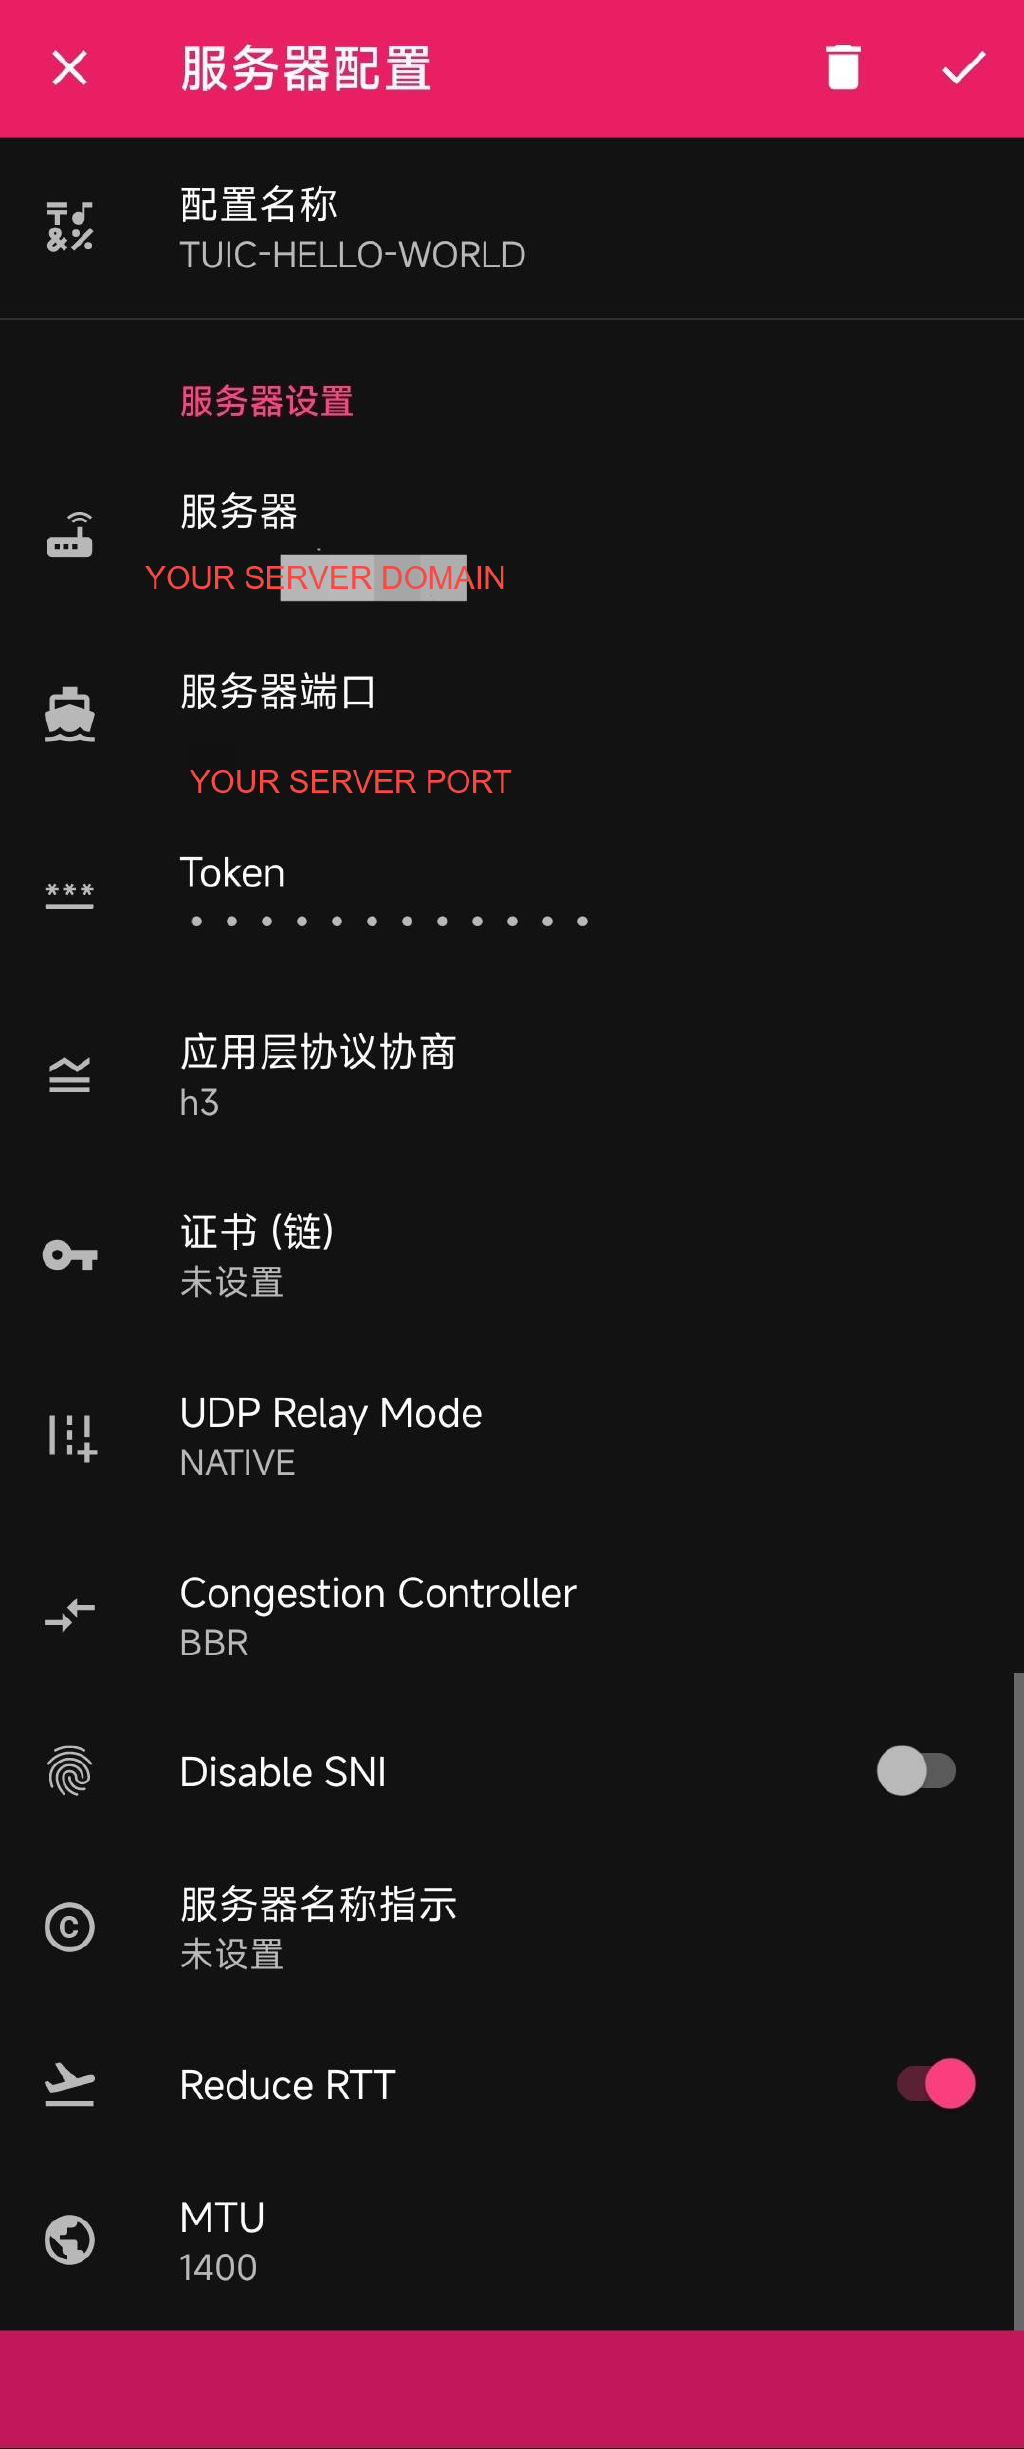 服务器配置
配置名称
TUIC-HELLO-WORLD
服务器设置
服务器
YOUR SERVER DOMAIN
服务器端口
YOUR SERVER PORT
Token
应用层协议协商
h3
证书 (链)
未设置
UDP Relay Mode
NATIVE
Congestion Controller
BBR
Disable SNI
服务器名称指示
未设置
Reduce RTT
MTU
1400